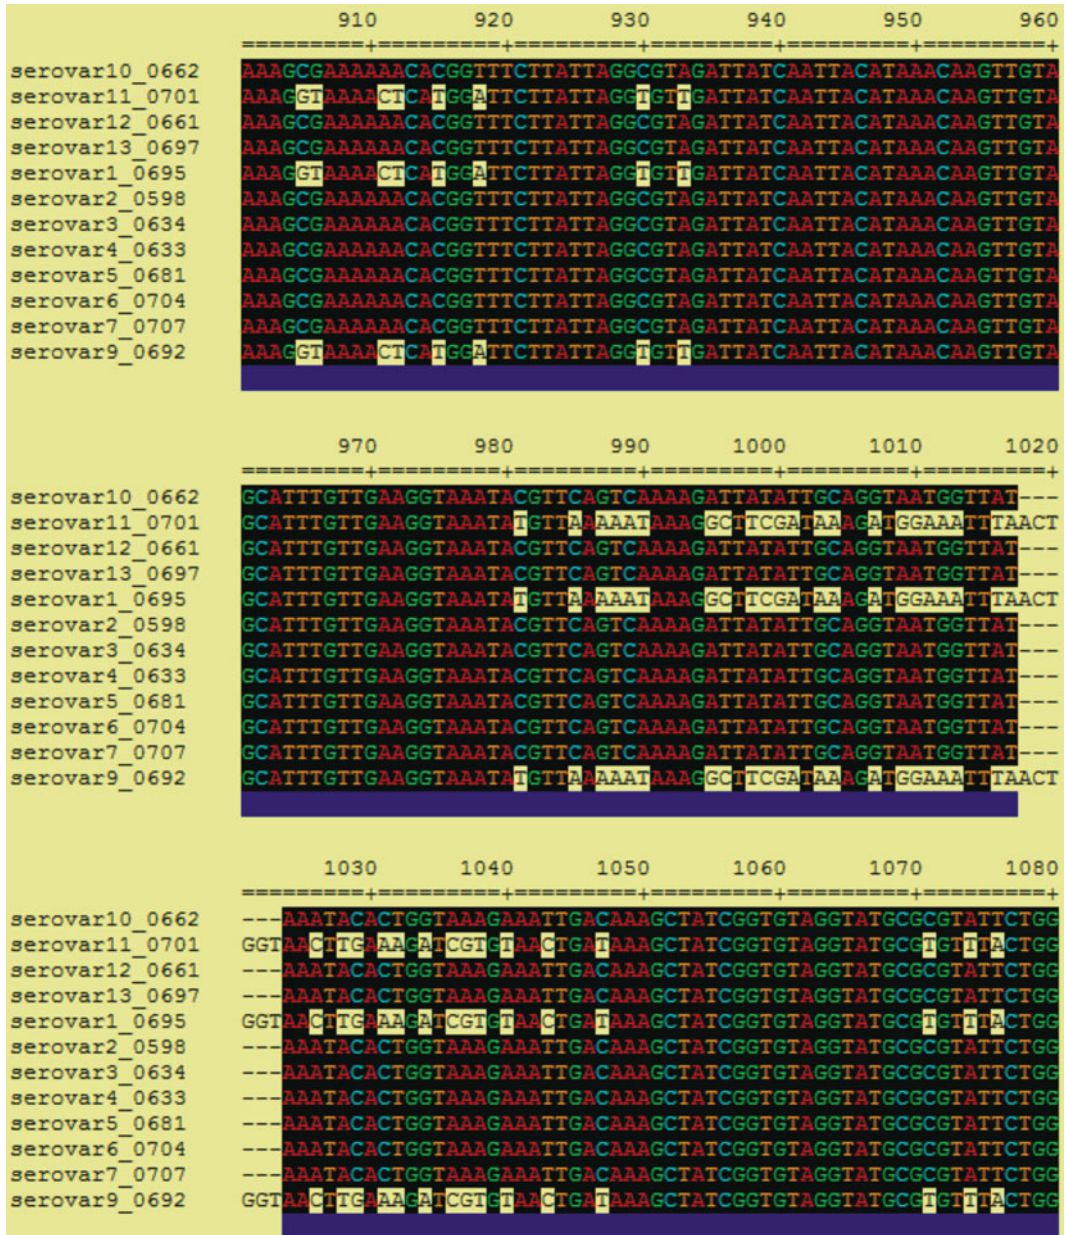 910 920 930 940 950 960
=========+=========+=========+=========+=========+=========+
serovar10_0662 AAAGCGAAAAAACACGGTTTCTTATTAGGCGTAGATTATCAATTACATAAACAAGTTGTA
serovar11_0701 AAAGGTAAAACTCATGGATTCTTATTAGGTGTTGATTATCAATTACATAAACAAGTTGTA
serovar12_0661 AAAGCGAAAAAACACGGTTTCTTATTAGGCGTAGATTATCAATTACATAAACAAGTTGTA
serovar13_0697 AAAGCGAAAAAACACGGTTTCTTATTAGGCGTAGATTATCAATTACATAAACAAGTTGTA
serovar1_0695 AAAGGTAAAACTCATGGATTCTTATTAGGTGTTGATTATCAATTACATAAACAAGTTGTA
serovar2_0598 AAAGCGAAAAAACACGGTTTCTTATTAGGCGTAGATTATCAATTACATAAACAAGTTGTA
serovar3_0634 AAAGCGAAAAAACACGGTTTCTTATTAGGCGTAGATTATCAATTACATAAACAAGTTGTA
serovar4_0633 AAAGCGAAAAAACACGGTTTCTTATTAGGCGTAGATTATCAATTACATAAACAAGTTGTA
serovar5_0681 AAAGCGAAAAAACACGGTTTCTTATTAGGCGTAGATTATCAATTACATAAACAAGTTGTA
serovar6_0704 AAAGCGAAAAAACACGGTTTCTTATTAGGCGTAGATTATCAATTACATAAACAAGTTGTA
serovar7_0707 AAAGCGAAAAAACACGGTTTCTTATTAGGCGTAGATTATCAATTACATAAACAAGTTGTA
serovar9_0692 AAAGGTAAAACTCATGGATTCTTATTAGGTGTTGATTATCAATTACATAAACAAGTTGTA
970 980 990 1000 1010 1020
=========+=========+=========+=========+=========+=========+
serovar10_0662 GCATTTGTTGAAGGTAAATACGTTCAGTCAAAAGATTATATTGCAGGTAATGGTTAT---
serovar11_0701 GCATTTGTTGAAGGTAAATATGTTAAAAATAAAGGCTTCGATAAAGATGGAAATTTAACT
serovar12_0661 GCATTTGTTGAAGGTAAATACGTTCAGTCAAAAGATTATATTGCAGGTAATGGTTAT---
serovar13_0697 GCATTTGTTGAAGGTAAATACGTTCAGTCAAAAGATTATATTGCAGGTAATGGTTAT---
serovar1_0695 GCATTTGTTGAAGGTAAATATGTTAAAAATAAAGGCTTCGATAAAGATGGAAATTTAACT
serovar2_0598 GCATTTGTTGAAGGTAAATACGTTCAGTCAAAAGATTATATTGCAGGTAATGGTTAT---
serovar3_0634 GCATTTGTTGAAGGTAAATACGTTCAGTCAAAAGATTATATTGCAGGTAATGGTTAT---
serovar4_0633 GCATTTGTTGAAGGTAAATACGTTCAGTCAAAAGATTATATTGCAGGTAATGGTTAT---
serovar5_0681 GCATTTGTTGAAGGTAAATACGTTCAGTCAAAAGATTATATTGCAGGTAATGGTTAT---
serovar6_0704 GCATTTGTTGAAGGTAAATACGTTCAGTCAAAAGATTATATTGCAGGTAATGGTTAT---
serovar7_0707 GCATTTGTTGAAGGTAAATACGTTCAGTCAAAAGATTATATTGCAGGTAATGGTTAT---
serovar9_0692 GCATTTGTTGAAGGTAAATATGTTAAAAATAAAGGCTTCGATAAAGATGGAAATTTAACT
1030 1040 1050 1060 1070 1080
=========+=========+=========+=========+=========+=========+
serovar10_0662 ---AAATACACTGGTAAAGAAATTGACAAAGCTATCGGTGTAGGTATGCGCGTATTCTGG
serovar11_0701 GGTAACTTGAAAGATCGTGTAACTGATAAAGCTATCGGTGTAGGTATGCGTGTTTACTGG
serovar12_0661 ---AAATACACTGGTAAAGAAATTGACAAAGCTATCGGTGTAGGTATGCGCGTATTCTGG
serovar13_0697 ---AAATACACTGGTAAAGAAATTGACAAAGCTATCGGTGTAGGTATGCGCGTATTCTGG
serovar1_0695 GGTAACTTGAAAGATCGTGTAACTGATAAAGCTATCGGTGTAGGTATGCGTGTTTACTGG
serovar2_0598 ---AAATACACTGGTAAAGAAATTGACAAAGCTATCGGTGTAGGTATGCGCGTATTCTGG
serovar3_0634 ---AAATACACTGGTAAAGAAATTGACAAAGCTATCGGTGTAGGTATGCGCGTATTCTGG
serovar4_0633 ---AAATACACTGGTAAAGAAATTGACAAAGCTATCGGTGTAGGTATGCGCGTATTCTGG
serovar5_0681 ---AAATACACTGGTAAAGAAATTGACAAAGCTATCGGTGTAGGTATGCGCGTATTCTGG
serovar6_0704 ---AAATACACTGGTAAAGAAATTGACAAAGCTATCGGTGTAGGTATGCGCGTATTCTGG
serovar7_0707 ---AAATACACTGGTAAAGAAATTGACAAAGCTATCGGTGTAGGTATGCGCGTATTCTGG
serovar9_0692 GGTAACTTGAAAGATCGTGTAACTGATAAAGCTATCGGTGTAGGTATGCGTGTTTACTGG